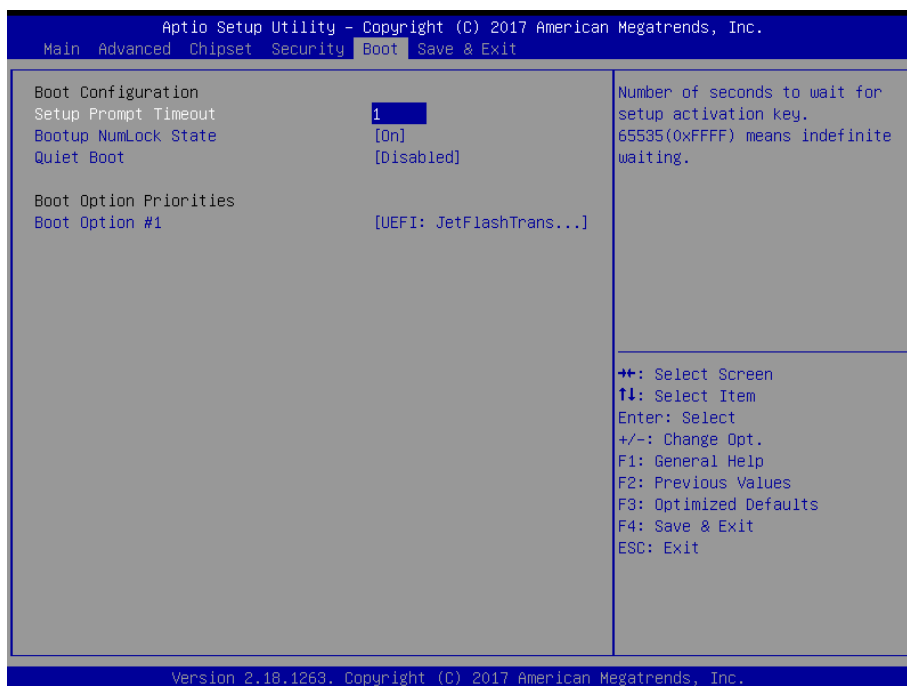 Aptio Setup Utility – Copyright (C) 2017 American Megatrends, Inc.
Main Advanced Chipset Security Boot Save & Exit
Boot Configuration
Setup Prompt Timeout 1
Bootup NumLock State [On]
Quiet Boot [Disabled]
Boot Option Priorities
Boot Option #1 [UEFI: JetFlashTrans...]
Number of seconds to wait for
setup activation key.
65535(0xFFFF) means indefinite
waiting.
→←: Select Screen
↑↓: Select Item
Enter: Select
+/-: Change Opt.
F1: General Help
F2: Previous Values
F3: Optimized Defaults
F4: Save & Exit
ESC: Exit
Version 2.18.1263. Copyright (C) 2017 American Megatrends, Inc.